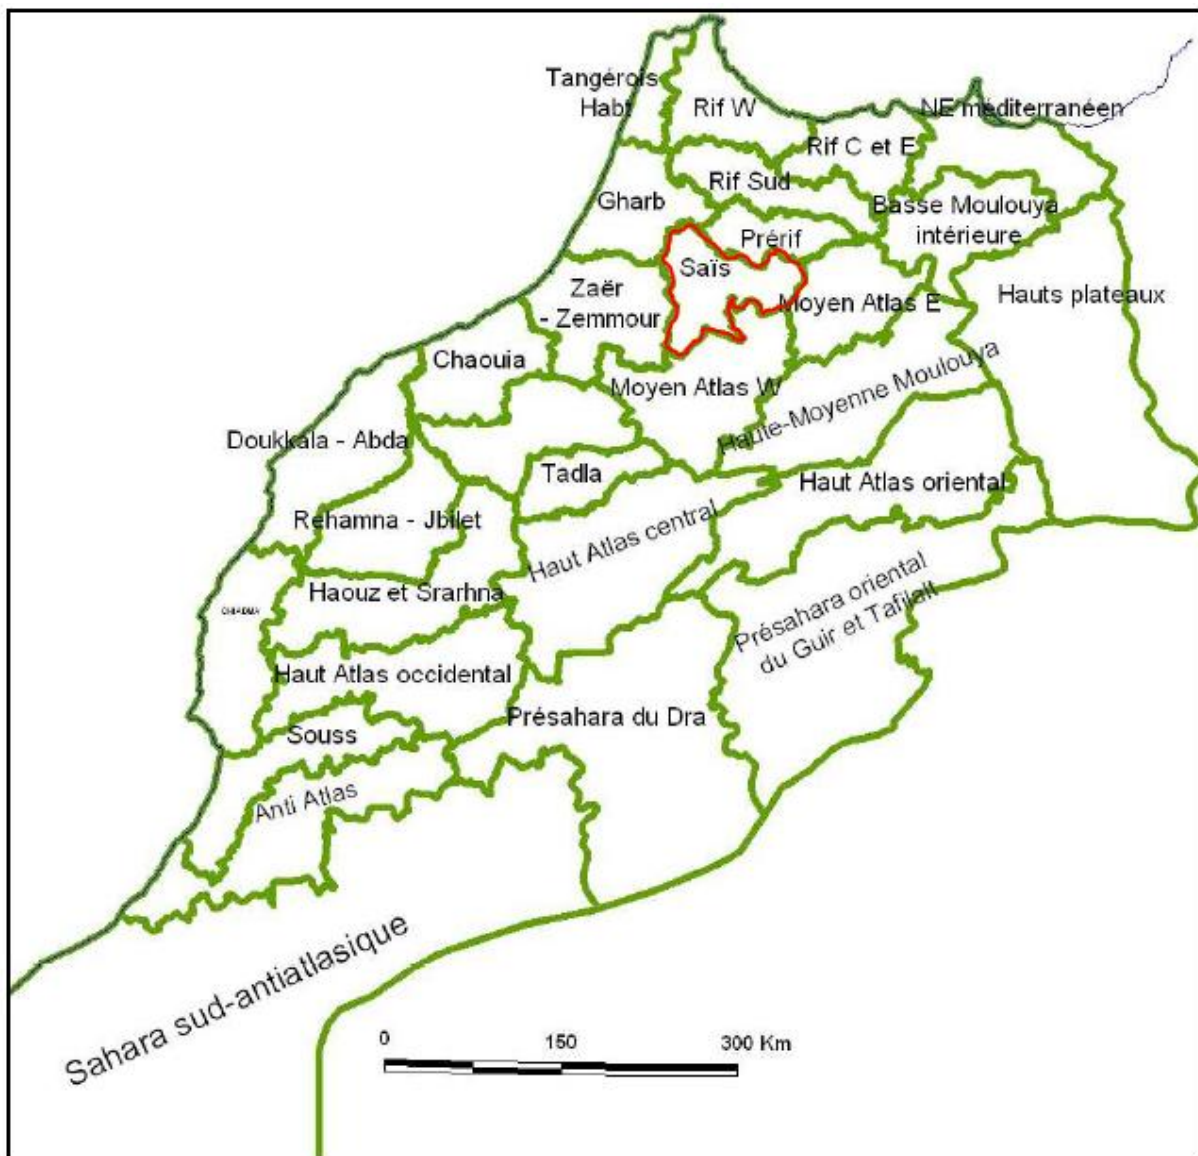 Tangérois
Habt
Rif W
NE méditerranéen
Rif C et E
Rif Sud
Gharb
Basse Moulouya
intérieure
Prérif
Saïs
Zaër
- Zemmour
Moyen Atlas E
Hauts plateaux
Chaouia
Moyen Atlas W
Haute-Moyenne Moulouya
Doukkala - Abda
Tadla
Haut Atlas oriental
Rehamna - Jbilet
Haut Atlas central
Haouz et Srarhna
CHIADMA
Présahara oriental
du Guir et Tafilalt
Haut Atlas occidental
Présahara du Dra
Souss
Anti Atlas
Sahara sud-antiatlasique
0 150 300 Km